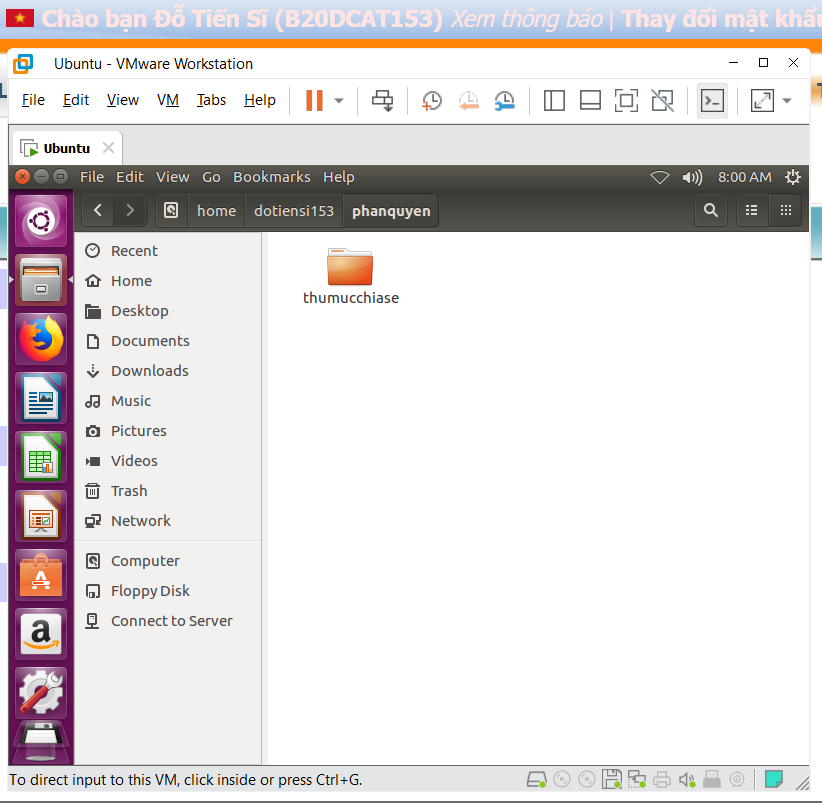 Chào bạn Đỗ Tiến Sĩ (B20DCAT153) Xem thông báo | Thay đổi mật khẩu
Ubuntu - VMware Workstation
File Edit View VM Tabs Help
Ubuntu
File Edit View Go Bookmarks Help 8:00 AM
home dotiensi153 phanquyen
Recent
thumucchiase
Home
Desktop
Documents
Downloads
Music
Pictures
Videos
Trash
Network
Computer
Floppy Disk
Connect to Server
To direct input to this VM, click inside or press Ctrl+G.